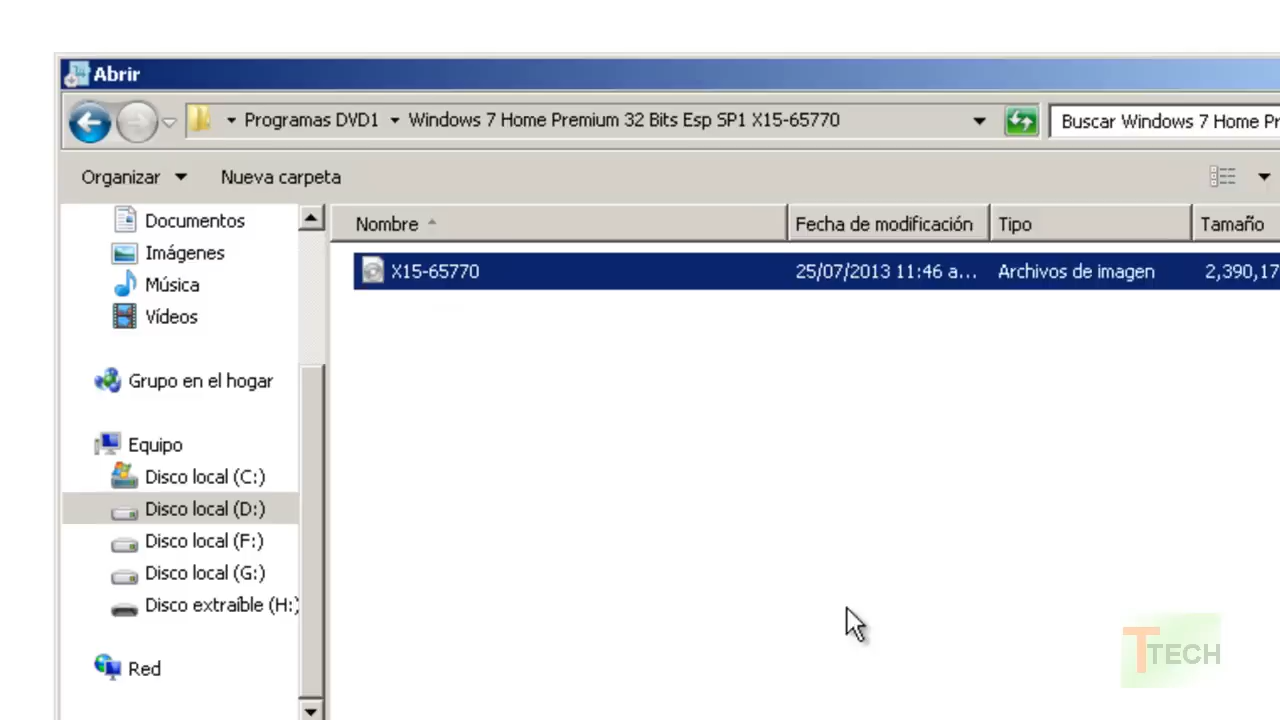 Abrir
Programas DVD1 Windows 7 Home Premium 32 Bits Esp SP1 X15-65770
Buscar Windows 7 Home Pr
Organizar Nueva carpeta
Nombre Fecha de modificación Tipo Tamaño
X15-65770 25/07/2013 11:46 a... Archivos de imagen 2,390,17
Documentos
Imágenes
Música
Vídeos
Grupo en el hogar
Equipo
Disco local (C:)
Disco local (D:)
Disco local (F:)
Disco local (G:)
Disco extraíble (H:)
Red
TTECH